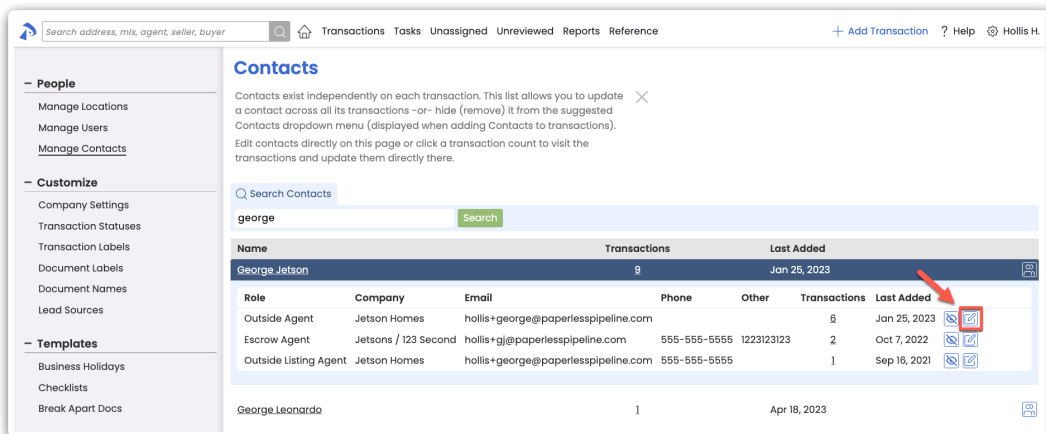 Search address, mls, agent, seller, buyer
Transactions Tasks Unassigned Unreviewed Reports Reference
+ Add Transaction ? Help Hollis H.
− People
Manage Locations
Manage Users
Manage Contacts
− Customize
Company Settings
Transaction Statuses
Transaction Labels
Document Labels
Document Names
Lead Sources
− Templates
Business Holidays
Checklists
Break Apart Docs
Contacts
Contacts exist independently on each transaction. This list allows you to update
a contact across all its transactions -or- hide (remove) it from the suggested
Contacts dropdown menu (displayed when adding Contacts to transactions).
Edit contacts directly on this page or click a transaction count to visit the
transactions and update them directly there.
Search Contacts
george Search
Name Transactions Last Added
George Jetson 9 Jan 25, 2023
Role Company Email Phone Other Transactions Last Added
Outside Agent Jetson Homes hollis+george@paperlesspipeline.com 6 Jan 25, 2023
Escrow Agent Jetsons / 123 Second hollis+gj@paperlesspipeline.com 555-555-5555 1223123123 2 Oct 7, 2022
Outside Listing Agent Jetson Homes hollis+george@paperlesspipeline.com 555-555-5555 1 Sep 16, 2021
George Leonardo 1 Apr 18, 2023